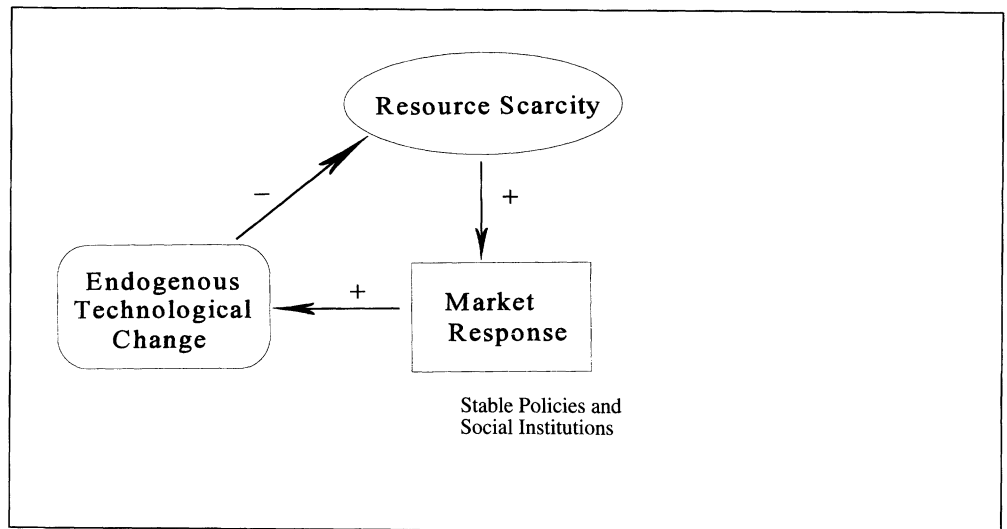 Resource Scarcity
−
+
Endogenous
Technological
Change
+
Market
Response
Stable Policies and
Social Institutions